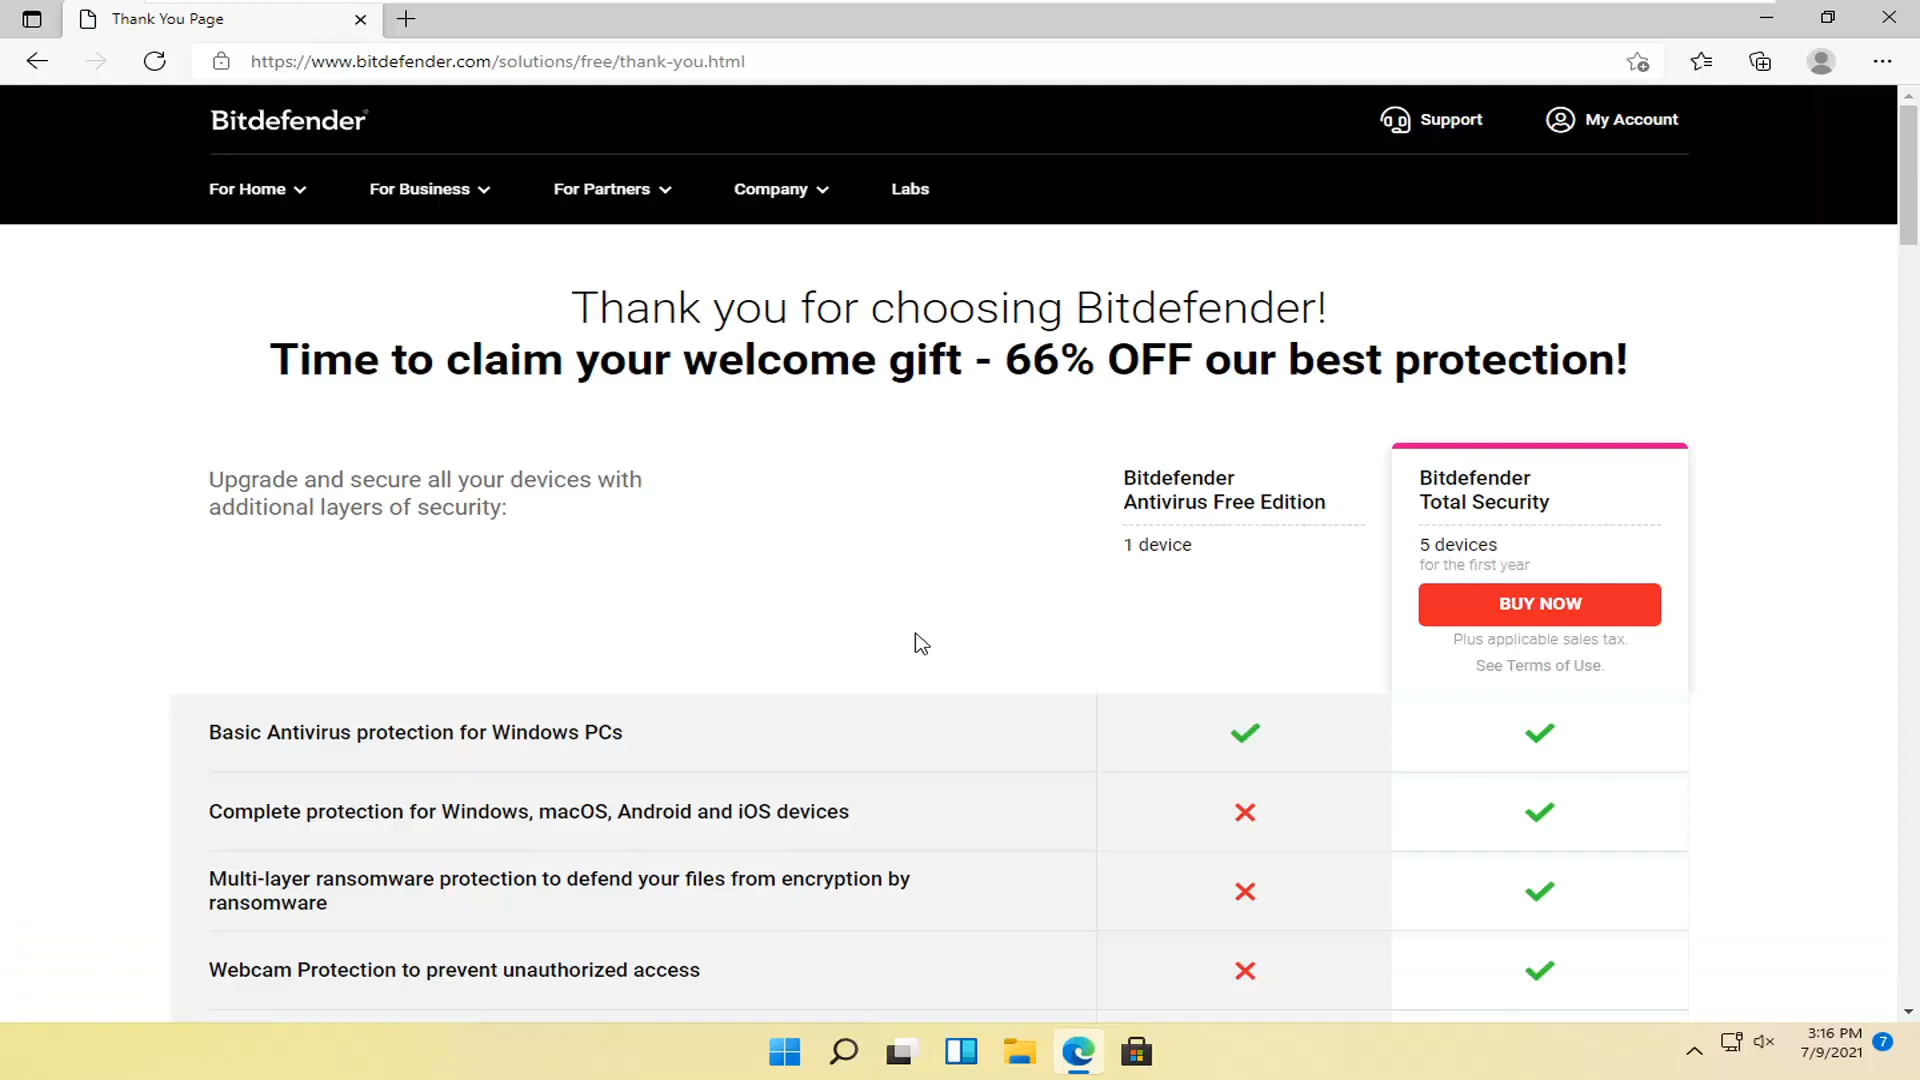 Thank You Page
https://www.bitdefender.com/solutions/free/thank-you.html
Bitdefender
Support
My Account
For Home
For Business
For Partners
Company
Labs
Thank you for choosing Bitdefender!
Time to claim your welcome gift - 66% OFF our best protection!
Upgrade and secure all your devices with
additional layers of security:
Bitdefender
Antivirus Free Edition
1 device
Bitdefender
Total Security
5 devices
for the first year
BUY NOW
Plus applicable sales tax.
See Terms of Use.
Basic Antivirus protection for Windows PCs
Complete protection for Windows, macOS, Android and iOS devices
Multi-layer ransomware protection to defend your files from encryption by
ransomware
Webcam Protection to prevent unauthorized access
3:16 PM
7/9/2021
7